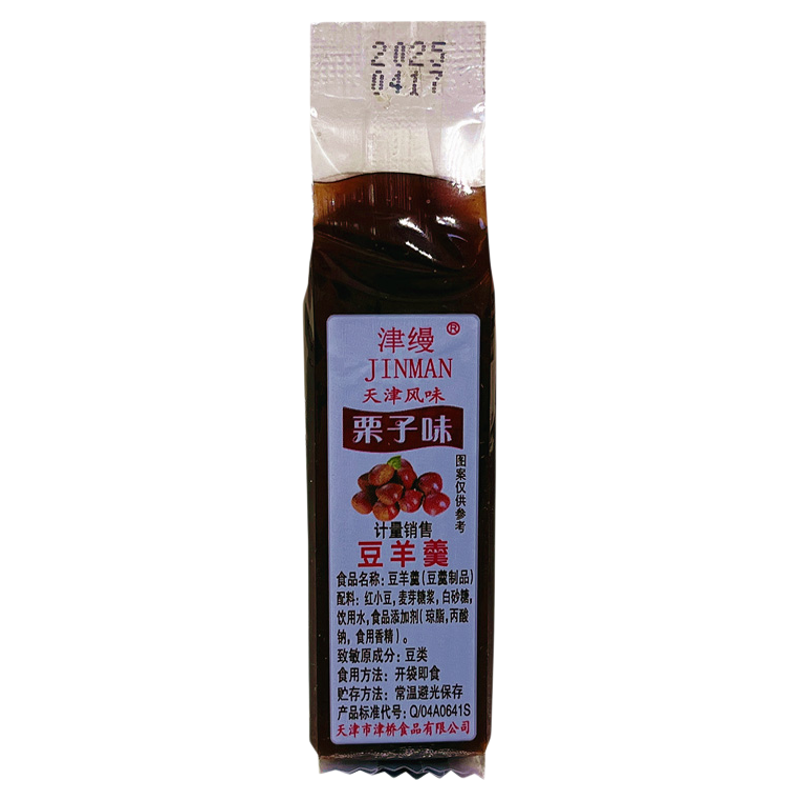 2025
0417
津缦®
JINMAN
天津风味
栗子味
图案仅供参考
计量销售
豆羊羹
食品名称：豆羊羹(豆羹制品)
配料：红小豆,麦芽糖浆,白砂糖,
饮用水,食品添加剂(琼脂,丙酸
钠,食用香精)。
致敏原成分：豆类
食用方法：开袋即食
贮存方法：常温避光保存
产品标准代号：Q/04A0641S
天津市津桥食品有限公司